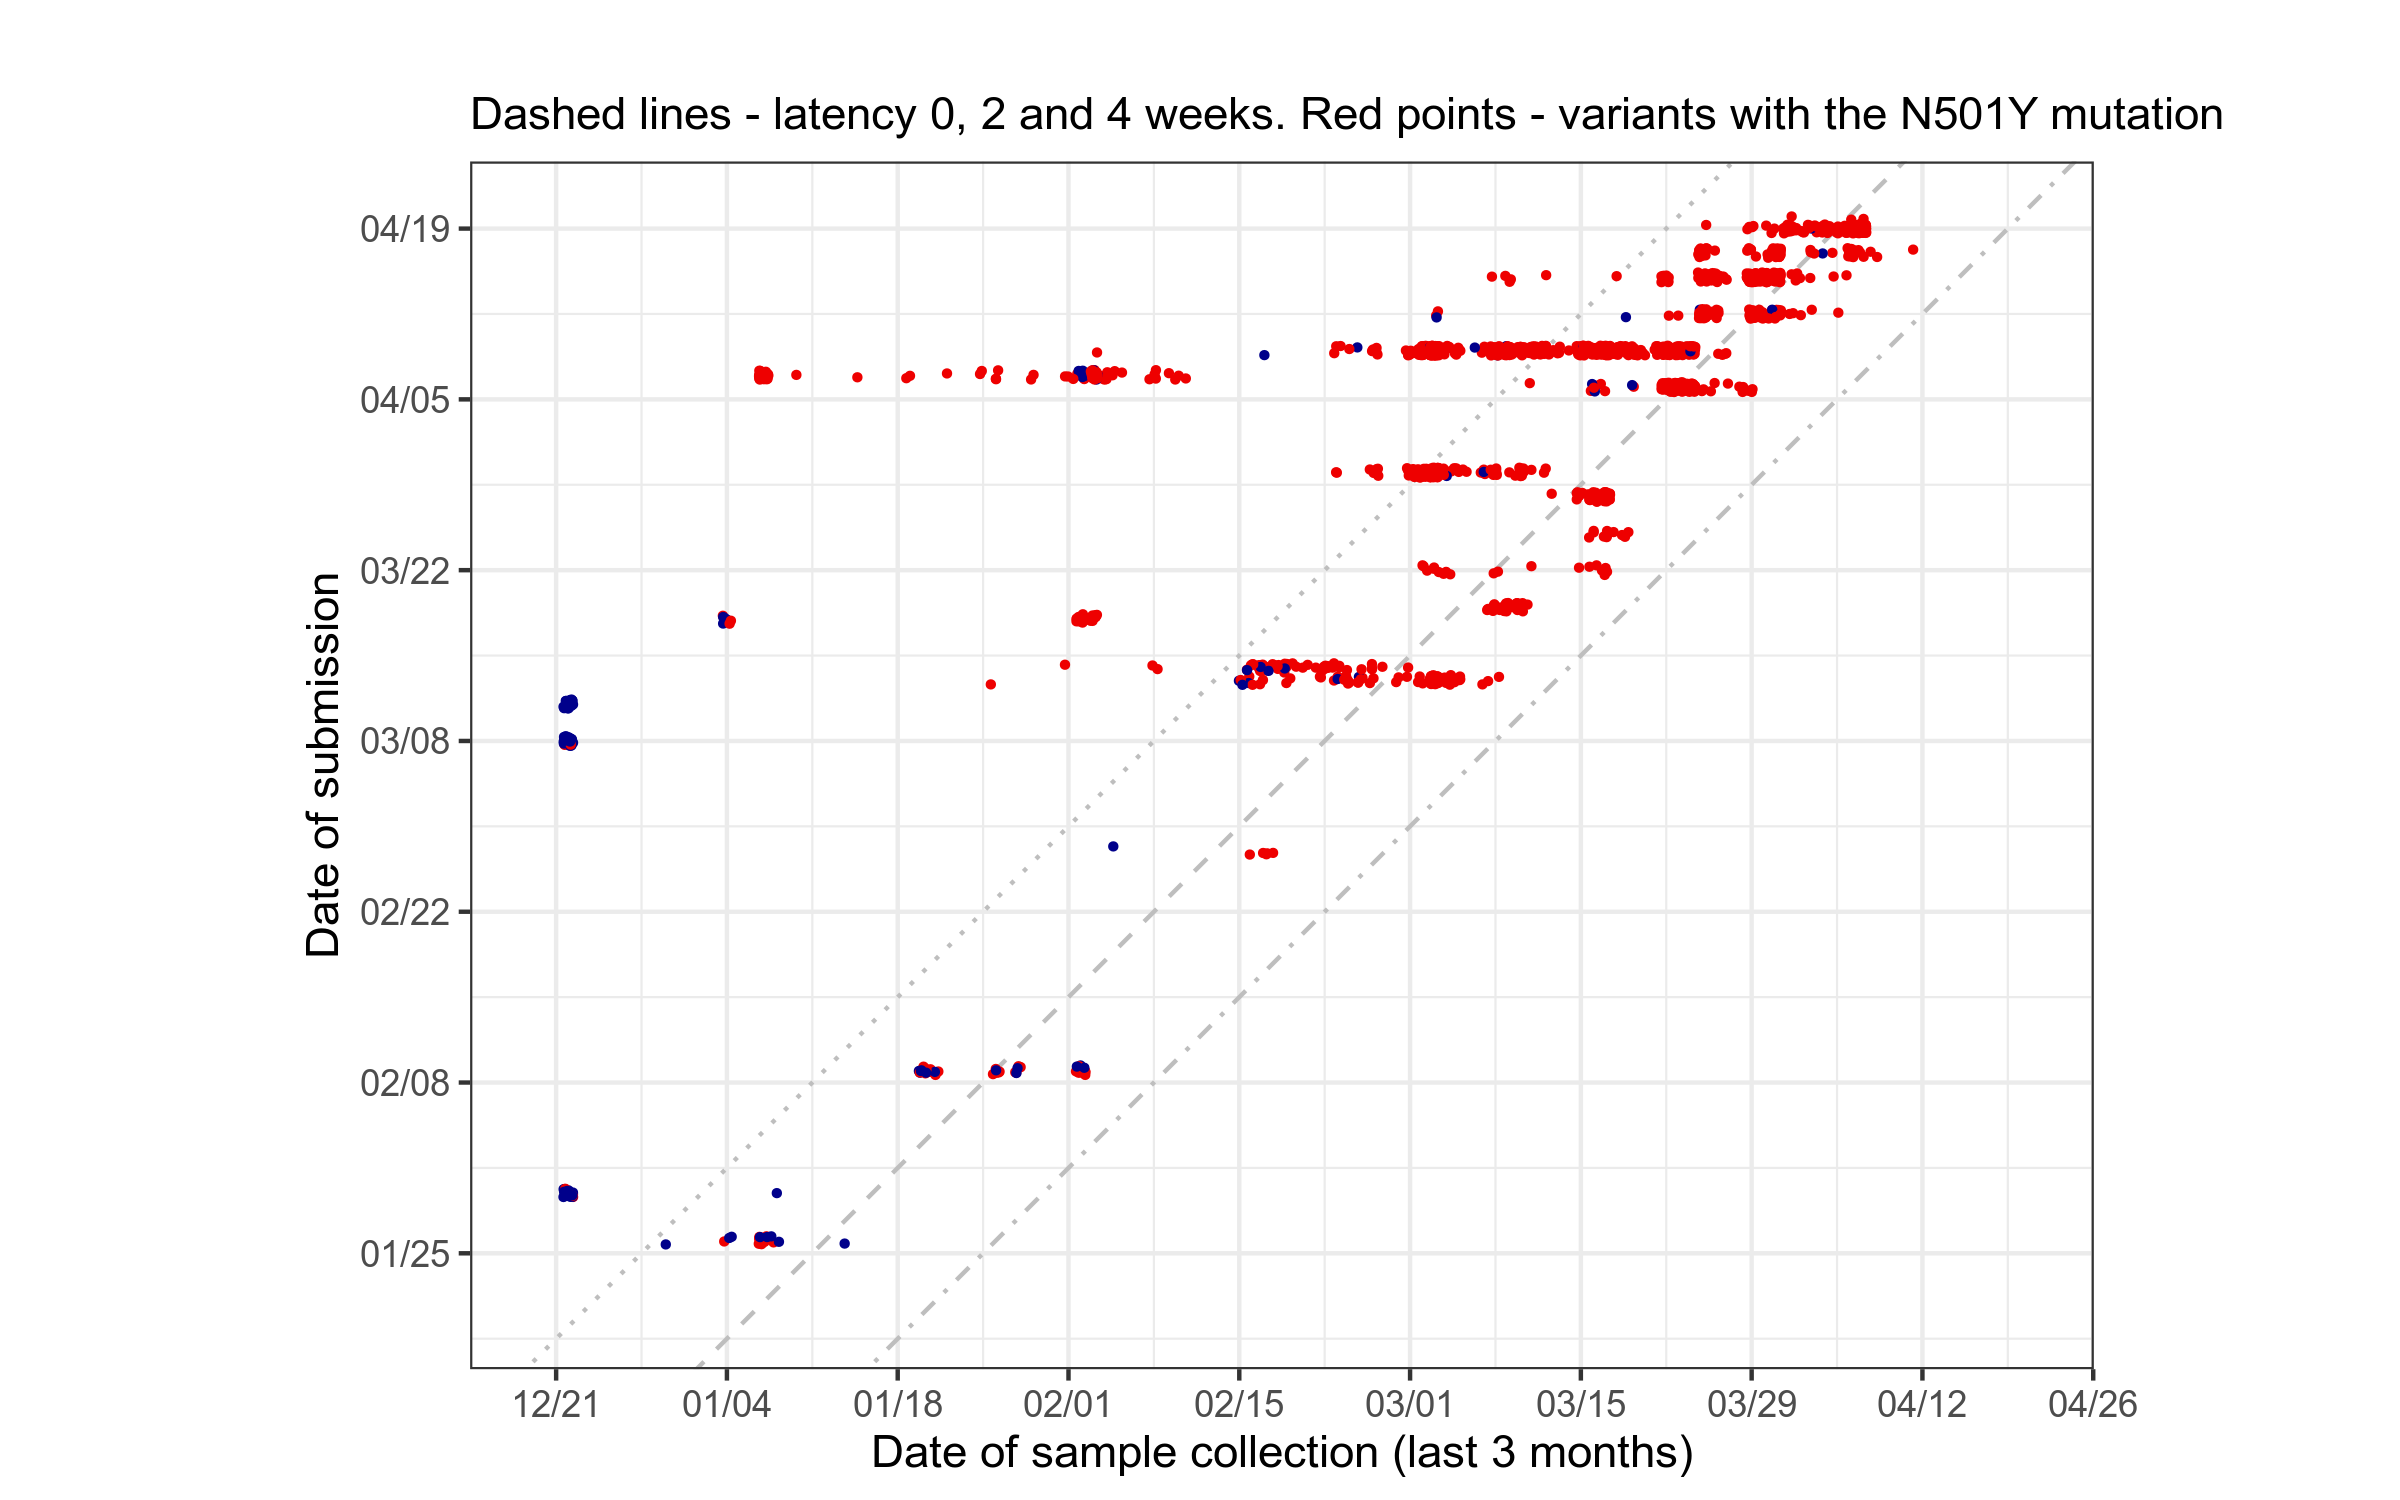 Dashed lines - latency 0, 2 and 4 weeks. Red points - variants with the N501Y mutation
04/19
04/05
03/22
03/08
02/22
02/08
01/25
Date of submission
12/21 01/04 01/18 02/01 02/15 03/01 03/15 03/29 04/12 04/26
Date of sample collection (last 3 months)